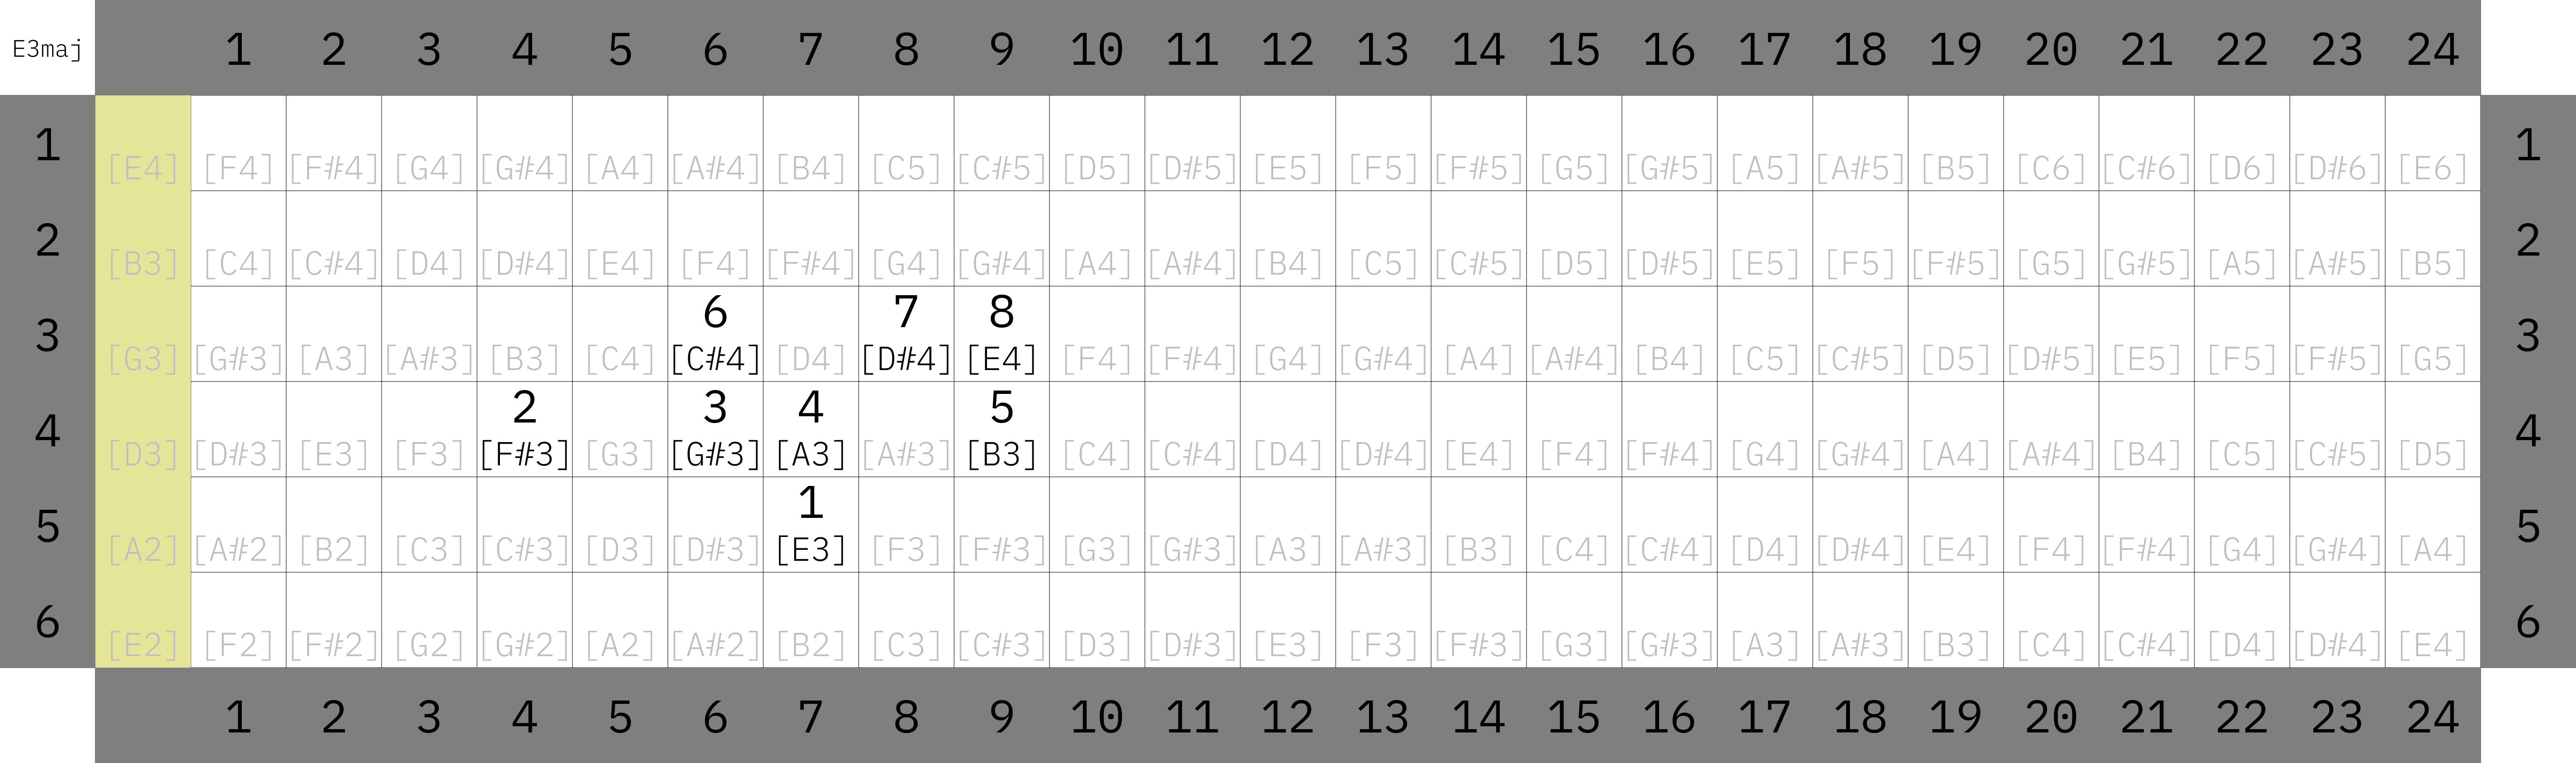 E3maj 1 2 3 4 5 6 7 8 9 10 11 12 13 14 15 16 17 18 19 20 21 22 23 24
1 [E4] [F4] [F#4] [G4] [G#4] [A4] [A#4] [B4] [C5] [C#5] [D5] [D#5] [E5] [F5] [F#5] [G5] [G#5] [A5] [A#5] [B5] [C6] [C#6] [D6] [D#6] [E6] 1
2 [B3] [C4] [C#4] [D4] [D#4] [E4] [F4] [F#4] [G4] [G#4] [A4] [A#4] [B4] [C5] [C#5] [D5] [D#5] [E5] [F5] [F#5] [G5] [G#5] [A5] [A#5] [B5] 2
6 7 8
3 [G3] [G#3] [A3] [A#3] [B3] [C4] [C#4] [D4] [D#4] [E4] [F4] [F#4] [G4] [G#4] [A4] [A#4] [B4] [C5] [C#5] [D5] [D#5] [E5] [F5] [F#5] [G5] 3
2 3 4 5
4 [D3] [D#3] [E3] [F3] [F#3] [G3] [G#3] [A3] [A#3] [B3] [C4] [C#4] [D4] [D#4] [E4] [F4] [F#4] [G4] [G#4] [A4] [A#4] [B4] [C5] [C#5] [D5] 4
1
5 [A2] [A#2] [B2] [C3] [C#3] [D3] [D#3] [E3] [F3] [F#3] [G3] [G#3] [A3] [A#3] [B3] [C4] [C#4] [D4] [D#4] [E4] [F4] [F#4] [G4] [G#4] [A4] 5
6 [E2] [F2] [F#2] [G2] [G#2] [A2] [A#2] [B2] [C3] [C#3] [D3] [D#3] [E3] [F3] [F#3] [G3] [G#3] [A3] [A#3] [B3] [C4] [C#4] [D4] [D#4] [E4] 6
1 2 3 4 5 6 7 8 9 10 11 12 13 14 15 16 17 18 19 20 21 22 23 24